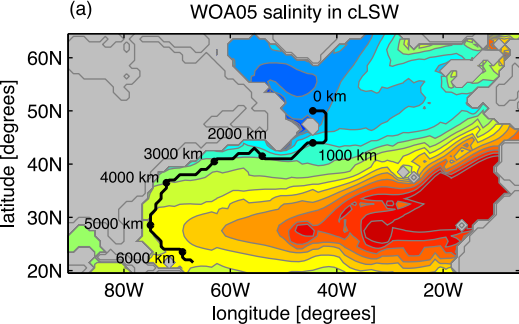 (a) WOA05 salinity in cLSW
60N
50N
40N
30N
20N
latitude [degrees]
0 km
2000 km
1000 km
3000 km
4000 km
5000 km
6000 km
80W 60W 40W 20W
longitude [degrees]